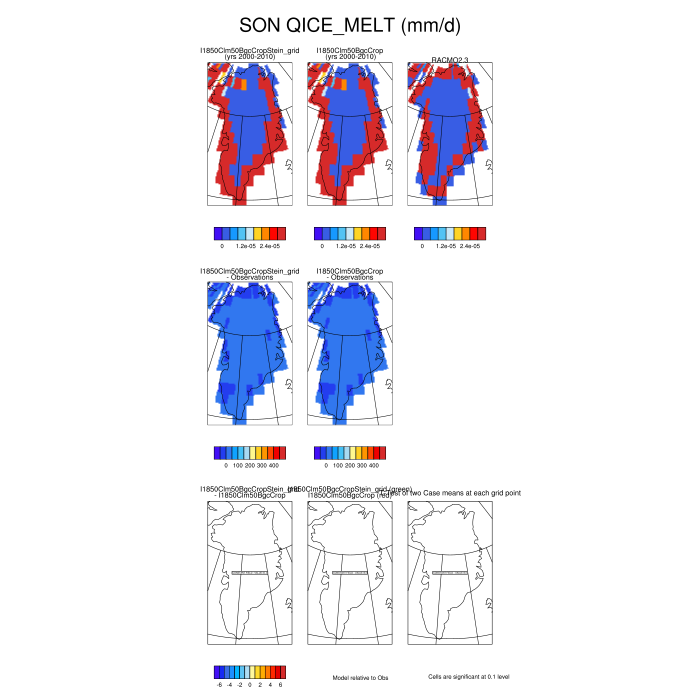 SON QICE_MELT (mm/d)
I1850Clm50BgcCropStein_grid
(yrs 2000-2010)
I1850Clm50BgcCrop
(yrs 2000-2010)
RACMO2.3
0 1.2e-05 2.4e-05
0 1.2e-05 2.4e-05
0 1.2e-05 2.4e-05
I1850Clm50BgcCropStein_grid
- Observations
I1850Clm50BgcCrop
- Observations
0 100 200 300 400
0 100 200 300 400
I1850Clm50BgcCropStein_grid
- I1850Clm50BgcCrop
I1850Clm50BgcCropStein_grid (green)
I1850Clm50BgcCrop (red)
T-Test of two Case means at each grid point
-6 -4 -2 0 2 4 6
Model relative to Obs
Cells are significant at 0.1 level